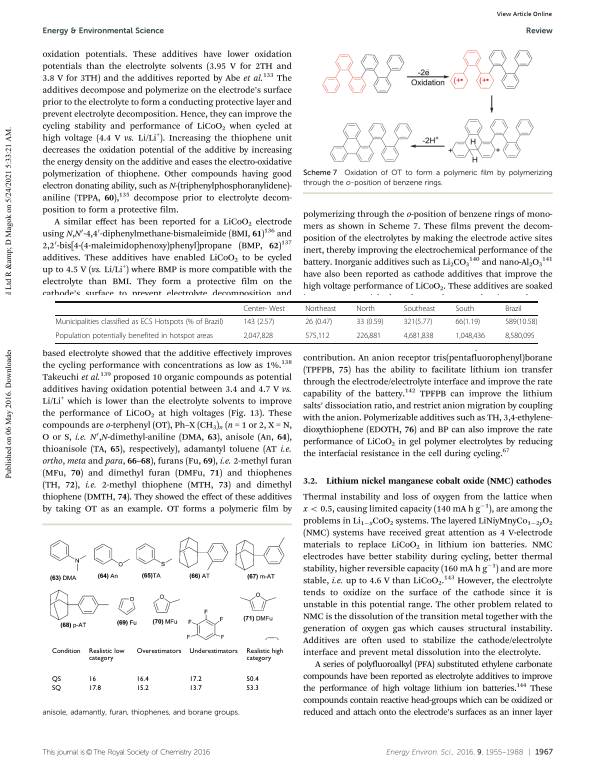 View Article Online
Energy & Environmental Science
Review
oxidation potentials. These additives have lower oxidation
potentials than the electrolyte solvents (3.95 V for 2TH and
3.8 V for 3TH) and the additives reported by Abe et al.133 The
additives decompose and polymerize on the electrode's surface
prior to the electrolyte to form a conducting protective layer and
prevent electrolyte decomposition. Hence, they can improve the
cycling stability and performance of LiCoO2 when cycled at
high voltage (4.4 V vs. Li/Li+). Increasing the thiophene unit
decreases the oxidation potential of the additive by increasing
the energy density on the additive and eases the electro-oxidative
polymerization of thiophene. Other compounds having good
electron donating ability, such as N-(triphenylphosphoranylidene)-
aniline (TPPA, 60),135 decompose prior to electrolyte decom-
position to form a protective film.
A similar effect has been reported for a LiCoO2 electrode
using N,N′-4,4′-diphenylmethane-bismaleimide (BMI, 61)136 and
2,2′-bis[4-(4-maleimidophenoxy)phenyl]propane (BMP, 62)137
additives. These additives have enabled LiCoO2 to be cycled
up to 4.5 V (vs. Li/Li+) where BMP is more compatible with the
electrolyte than BMI. They form a protective film on the
cathode's surface to prevent electrolyte decomposition and
-2ē
Oxidation
-2H+
H
H
Scheme 7 Oxidation of OT to form a polymeric film by polymerizing
through the o-position of benzene rings.
polymerizing through the o-position of benzene rings of mono-
mers as shown in Scheme 7. These films prevent the decom-
position of the electrolytes by making the electrode active sites
inert, thereby improving the electrochemical performance of the
battery. Inorganic additives such as Li2CO3140 and nano-Al2O3141
have also been reported as cathode additives that improve the
high voltage performance of LiCoO2. These additives are soaked
Center- West Northeast North Southeast South Brazil
Municipalities classified as ECS Hotspots (% of Brazil) 143 (2.57) 26 (0.47) 33 (0.59) 321(5.77) 66(1.19) 589(10.58)
Population potentially benefited in hotspot areas 2,047,828 575,112 226,881 4,681,838 1,048,436 8,580,095
based electrolyte showed that the additive effectively improves
the cycling performance with concentrations as low as 1%.138
Takeuchi et al.139 proposed 10 organic compounds as potential
additives having oxidation potential between 3.4 and 4.7 V vs.
Li/Li+ which is lower than the electrolyte solvents to improve
the performance of LiCoO2 at high voltages (Fig. 13). These
compounds are o-terphenyl (OT), Ph–X (CH3)n (n = 1 or 2, X = N,
O or S, i.e. N′,N-dimethyl-aniline (DMA, 63), anisole (An, 64),
thioanisole (TA, 65), respectively), adamantyl toluene (AT i.e.
ortho, meta and para, 66–68), furans (Fu, 69), i.e. 2-methyl furan
(MFu, 70) and dimethyl furan (DMFu, 71) and thiophenes
(TH, 72), i.e. 2-methyl thiophene (MTH, 73) and dimethyl
thiophene (DMTH, 74). They showed the effect of these additives
by taking OT as an example. OT forms a polymeric film by
(63) DMA
(64) An
(65)TA
(66) AT
(67) m-AT
(68) p-AT
(69) Fu
(70) MFu
(71) DMFu
Condition Realistic low category Overestimators Underestimators Realistic high category
QS 16 16.4 17.2 50.4
SQ 17.8 15.2 13.7 53.3
anisole, adamantly, furan, thiophenes, and borane groups.
contribution. An anion receptor tris(pentafluorophenyl)borane
(TPFPB, 75) has the ability to facilitate lithium ion transfer
through the electrode/electrolyte interface and improve the rate
capability of the battery.142 TPFPB can improve the lithium
salts' dissociation ratio, and restrict anion migration by coupling
with the anion. Polymerizable additives such as TH, 3,4-ethylene-
dioxythiophene (EDOTH, 76) and BP can also improve the rate
performance of LiCoO2 in gel polymer electrolytes by reducing
the interfacial resistance in the cell during cycling.67
3.2. Lithium nickel manganese cobalt oxide (NMC) cathodes
Thermal instability and loss of oxygen from the lattice when
x < 0.5, causing limited capacity (140 mA h g−1), are among the
problems in Li1−xCoO2 systems. The layered LiNiyMnyCo1−2yO2
(NMC) systems have received great attention as 4 V-electrode
materials to replace LiCoO2 in lithium ion batteries. NMC
electrodes have better stability during cycling, better thermal
stability, higher reversible capacity (160 mA h g−1) and are more
stable, i.e. up to 4.6 V than LiCoO2.143 However, the electrolyte
tends to oxidize on the surface of the cathode since it is
unstable in this potential range. The other problem related to
NMC is the dissolution of the transition metal together with the
generation of oxygen gas which causes structural instability.
Additives are often used to stabilize the cathode/electrolyte
interface and prevent metal dissolution into the electrolyte.
A series of polyfluoroalkyl (PFA) substituted ethylene carbonate
compounds have been reported as electrolyte additives to improve
the performance of high voltage lithium ion batteries.144 These
compounds contain reactive head-groups which can be oxidized or
reduced and attach onto the electrode's surfaces as an inner layer
Published on 06 May 2016. Downloaded
l Ltd R &amp; D Magak on 5/24/2021 5:33:21 AM.
This journal is © The Royal Society of Chemistry 2016
Energy Environ. Sci., 2016, 9, 1955–1988 | 1967